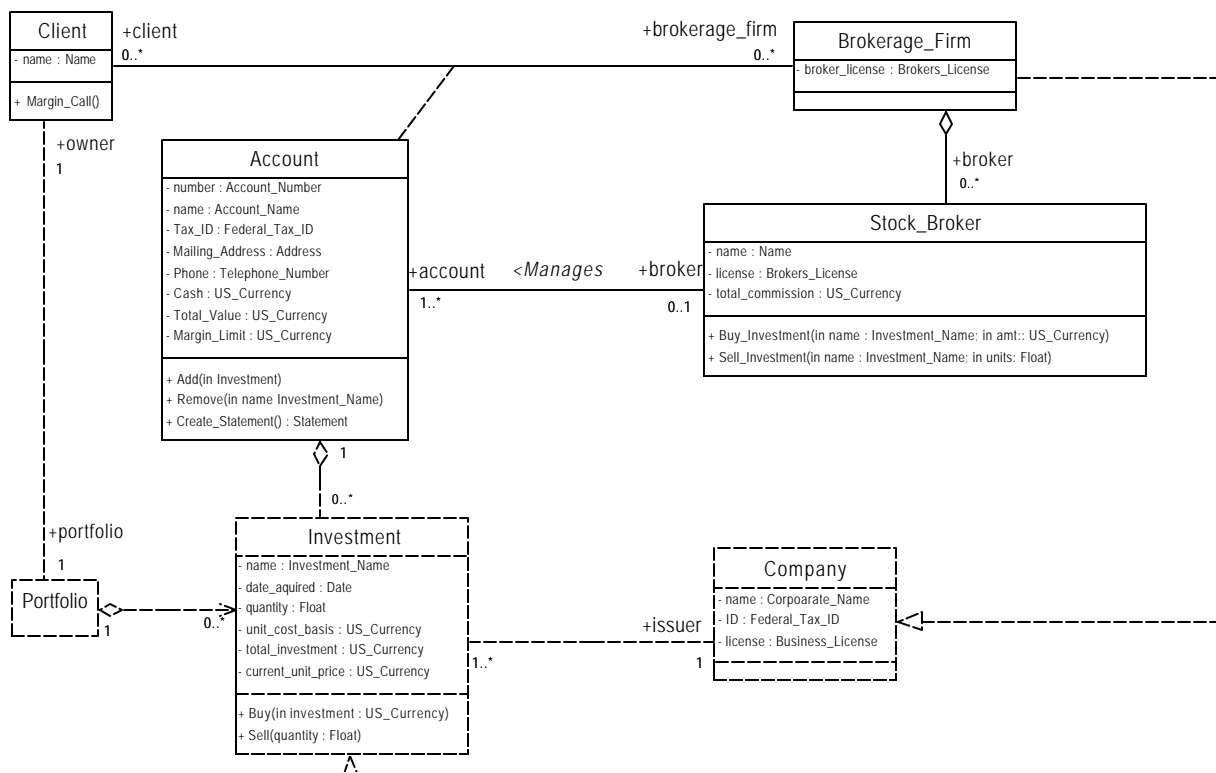 Client
- name : Name
+ Margin_Call()
+client
0..*
+brokerage_firm
0..*
Brokerage_Firm
- broker_license : Brokers_License
+owner
1
+broker
0..*
Account
- number : Account_Number
- name : Account_Name
- Tax_ID : Federal_Tax_ID
- Mailing_Address : Address
- Phone : Telephone_Number
- Cash : US_Currency
- Total_Value : US_Currency
- Margin_Limit : US_Currency
+ Add(in Investment)
+ Remove(in name Investment_Name)
+ Create_Statement() : Statement
+account
1..*
<Manages
+broker
0..1
Stock_Broker
- name : Name
- license : Brokers_License
- total_commission : US_Currency
+ Buy_Investment(in name : Investment_Name; in amt:: US_Currency)
+ Sell_Investment(in name : Investment_Name; in units: Float)
1
0..*
+portfolio
1
Portfolio
1
0..*
Investment
- name : Investment_Name
- date_aquired : Date
- quantity : Float
- unit_cost_basis : US_Currency
- total_investment : US_Currency
- current_unit_price : US_Currency
+ Buy(in investment : US_Currency)
+ Sell(quantity : Float)
1..*
+issuer
1
Company
- name : Corpoarate_Name
- ID : Federal_Tax_ID
- license : Business_License